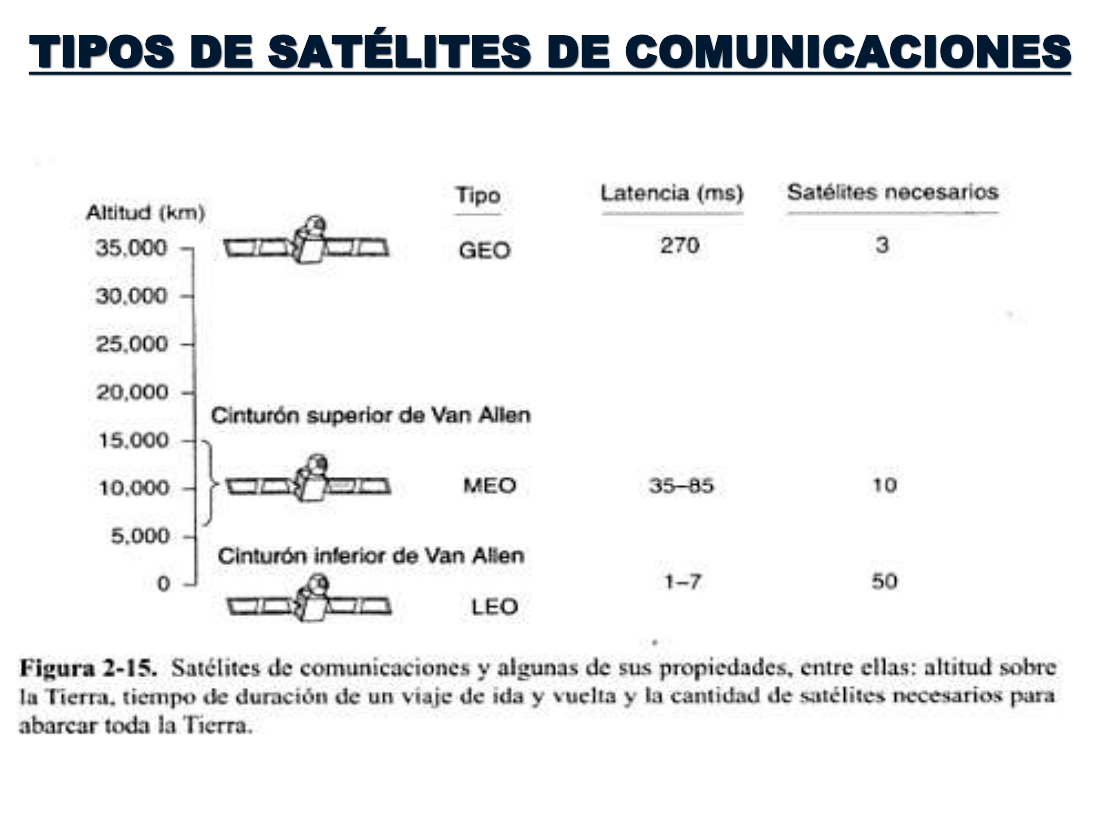 TIPOS DE SATÉLITES DE COMUNICACIONES
Altitud (km) Tipo Latencia (ms) Satélites necesarios
35,000 GEO 270 3
30,000
25,000
20,000
Cinturón superior de Van Allen
15,000
10,000 MEO 35–85 10
5,000
Cinturón inferior de Van Allen
0 1–7 50
LEO
Figura 2-15. Satélites de comunicaciones y algunas de sus propiedades, entre ellas: altitud sobre
la Tierra, tiempo de duración de un viaje de ida y vuelta y la cantidad de satélites necesarios para
abarcar toda la Tierra.